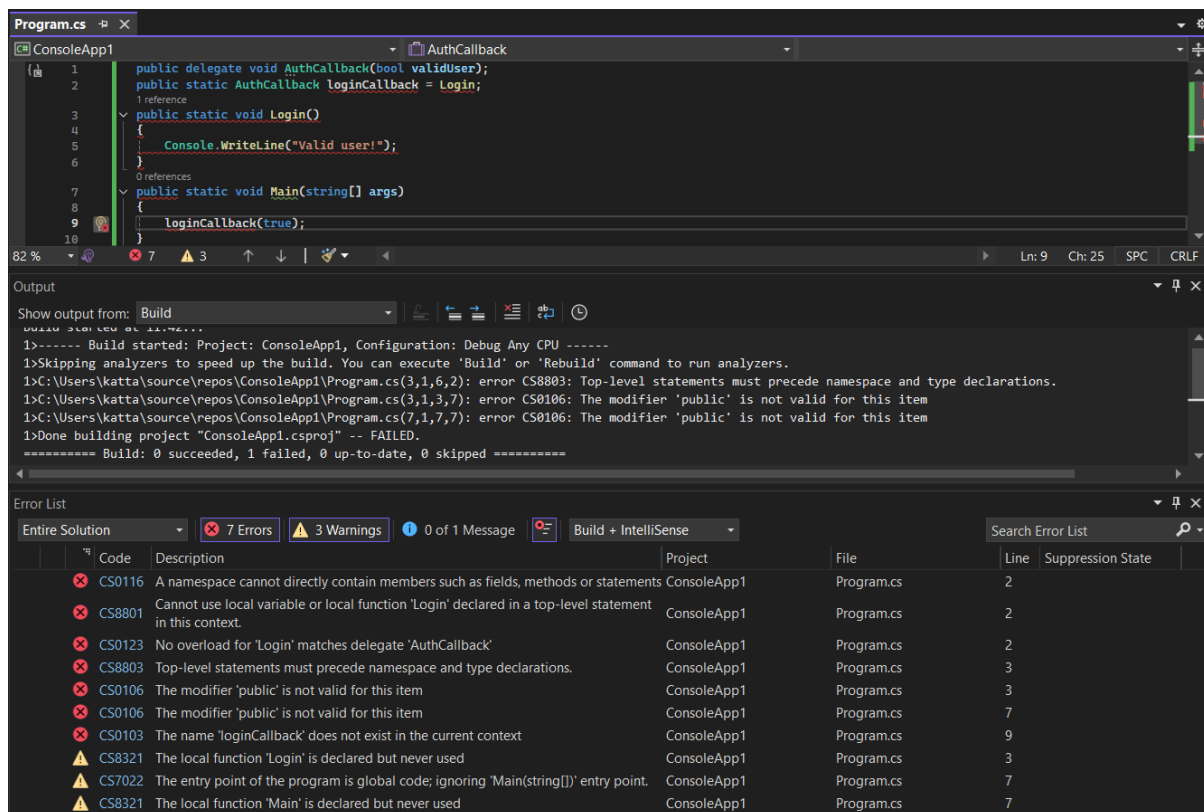 Program.cs
ConsoleApp1 AuthCallback
1 public delegate void AuthCallback(bool validUser);
2 public static AuthCallback loginCallback = Login;
1 reference
3 public static void Login()
4 {
5 Console.WriteLine("Valid user!");
6 }
0 references
7 public static void Main(string[] args)
8 {
9 loginCallback(true);
10 }
82 % 7 3 Ln: 9 Ch: 25 SPC CRLF
Output
Show output from: Build
Build started at 11:42...
1>------ Build started: Project: ConsoleApp1, Configuration: Debug Any CPU ------
1>Skipping analyzers to speed up the build. You can execute 'Build' or 'Rebuild' command to run analyzers.
1>C:\Users\katta\source\repos\ConsoleApp1\Program.cs(3,1,6,2): error CS8803: Top-level statements must precede namespace and type declarations.
1>C:\Users\katta\source\repos\ConsoleApp1\Program.cs(3,1,3,7): error CS0106: The modifier 'public' is not valid for this item
1>C:\Users\katta\source\repos\ConsoleApp1\Program.cs(7,1,7,7): error CS0106: The modifier 'public' is not valid for this item
1>Done building project "ConsoleApp1.csproj" -- FAILED.
========== Build: 0 succeeded, 1 failed, 0 up-to-date, 0 skipped ==========
Error List
Entire Solution 7 Errors 3 Warnings 0 of 1 Message Build + IntelliSense Search Error List
Code Description Project File Line Suppression State
CS0116 A namespace cannot directly contain members such as fields, methods or statements ConsoleApp1 Program.cs 2
CS8801 Cannot use local variable or local function 'Login' declared in a top-level statement
in this context. ConsoleApp1 Program.cs 2
CS0123 No overload for 'Login' matches delegate 'AuthCallback' ConsoleApp1 Program.cs 2
CS8803 Top-level statements must precede namespace and type declarations. ConsoleApp1 Program.cs 3
CS0106 The modifier 'public' is not valid for this item ConsoleApp1 Program.cs 3
CS0106 The modifier 'public' is not valid for this item ConsoleApp1 Program.cs 7
CS0103 The name 'loginCallback' does not exist in the current context ConsoleApp1 Program.cs 9
CS8321 The local function 'Login' is declared but never used ConsoleApp1 Program.cs 3
CS7022 The entry point of the program is global code; ignoring 'Main(string[])' entry point. ConsoleApp1 Program.cs 7
CS8321 The local function 'Main' is declared but never used ConsoleApp1 Program.cs 7